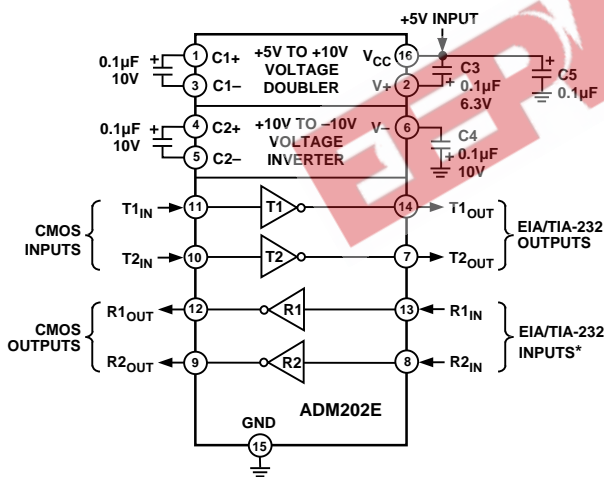 +5V INPUT
0.1µF
10V
+
1
C1+
3
C1–
+5V TO +10V
VOLTAGE
DOUBLER
VCC
16
V+
2
C3
+
0.1µF
6.3V
+
C5
0.1µF
0.1µF
10V
+
4
C2+
5
C2–
+10V TO –10V
VOLTAGE
INVERTER
V–
6
C4
+
0.1µF
10V
CMOS
INPUTS
T1IN
11
T1
14
T1OUT
T2IN
10
T2
7
T2OUT
EIA/TIA-232
OUTPUTS
CMOS
OUTPUTS
R1OUT
12
R1
13
R1IN
R2OUT
9
R2
8
R2IN
EIA/TIA-232
INPUTS*
ADM202E
GND
15